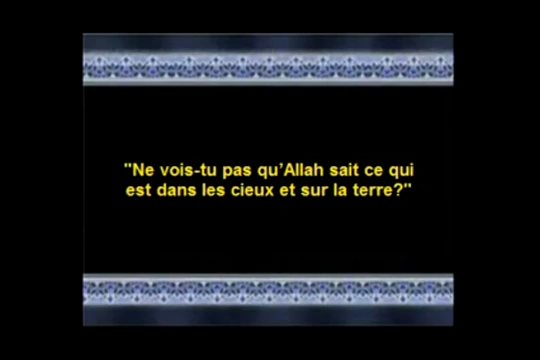 "Ne vois-tu pas qu’Allah sait ce qui
est dans les cieux et sur la terre?"